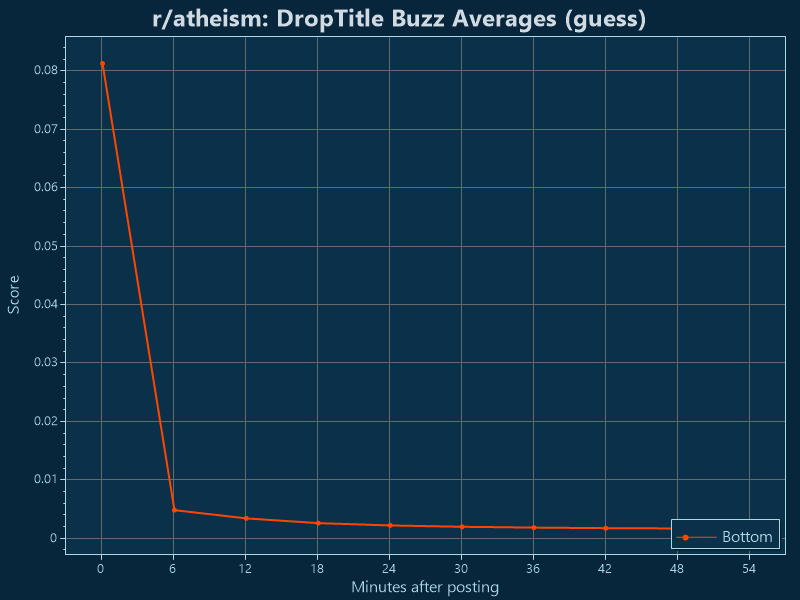 r/atheism: DropTitle Buzz Averages (guess)
0.08
0.07
0.06
0.05
0.04
0.03
0.02
0.01
0
Score
0 6 12 18 24 30 36 42 48 54
Minutes after posting
Bottom